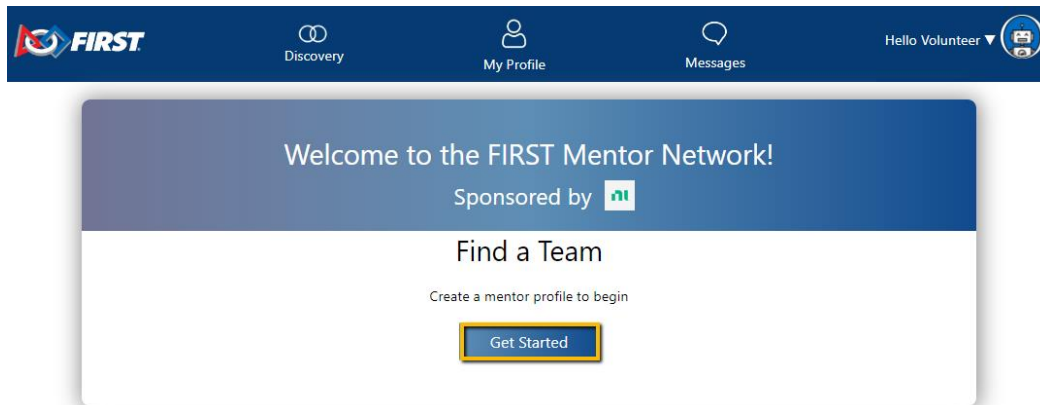 FIRST
Discovery
My Profile
Messages
Hello Volunteer ▼
Welcome to the FIRST Mentor Network!
Sponsored by ni
Find a Team
Create a mentor profile to begin
Get Started